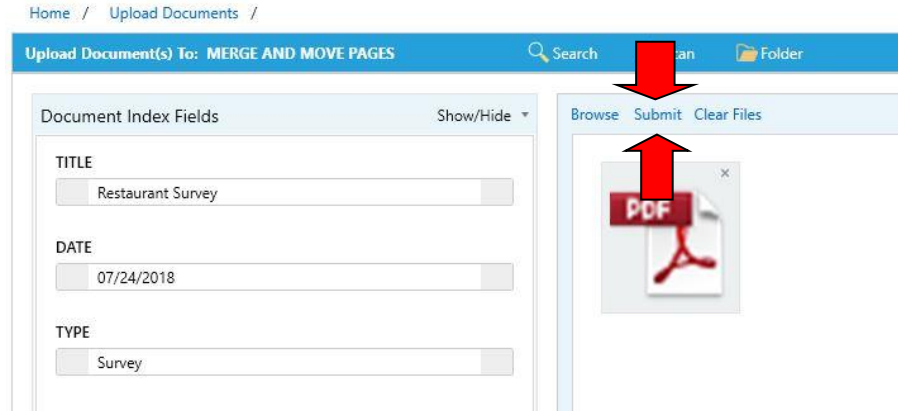 Home / Upload Documents /
Upload Document(s) To: MERGE AND MOVE PAGES Search Folder
Document Index Fields Show/Hide
Browse Submit Clear Files
TITLE
Restaurant Survey
DATE
07/24/2018
TYPE
Survey
PDF